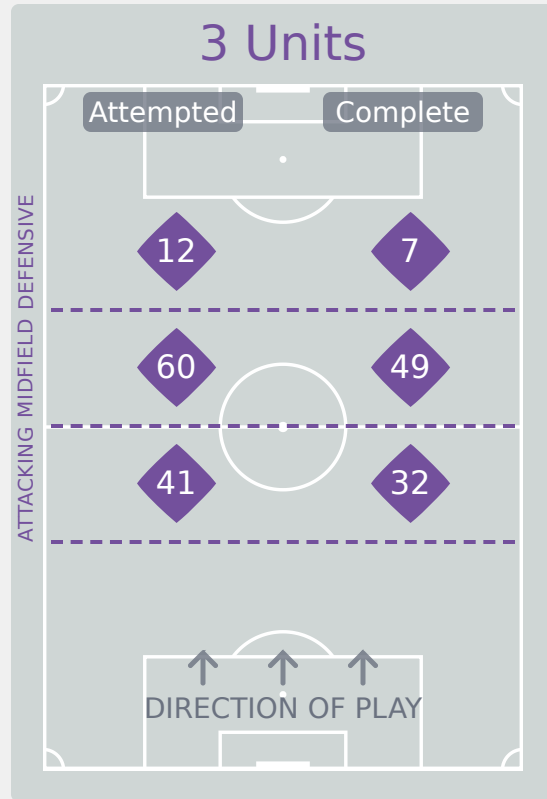 3 Units
Attempted Complete
12 7
60 49
41 32
ATTACKING MIDFIELD DEFENSIVE
DIRECTION OF PLAY